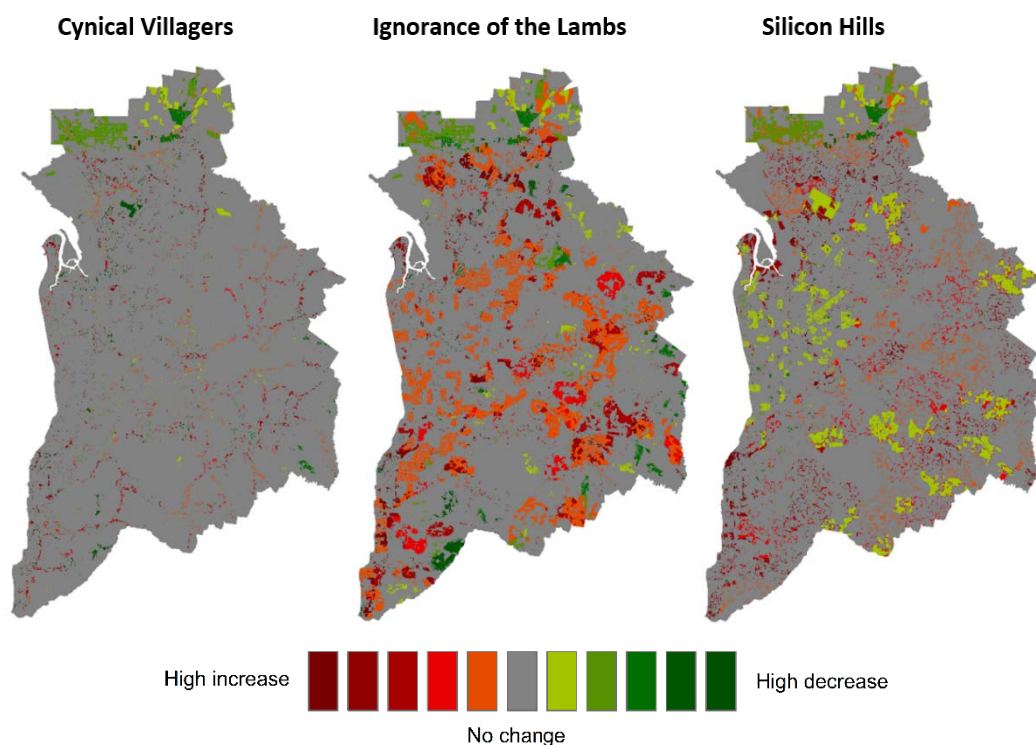 Cynical Villagers
Ignorance of the Lambs
Silicon Hills
High increase
High decrease
No change